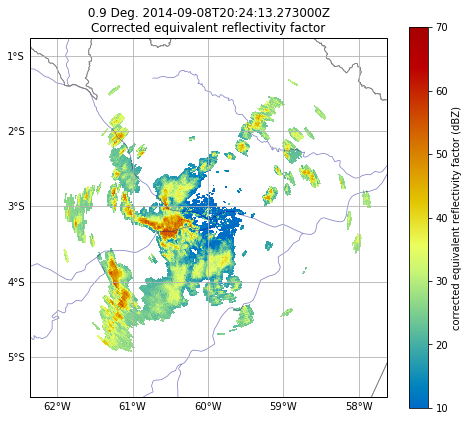 0.9 Deg. 2014-09-08T20:24:13.273000Z
Corrected equivalent reflectivity factor
1°S
2°S
3°S
4°S
5°S
62°W
61°W
60°W
59°W
58°W
70
60
50
40
30
20
10
corrected equivalent reflectivity factor (dBZ)